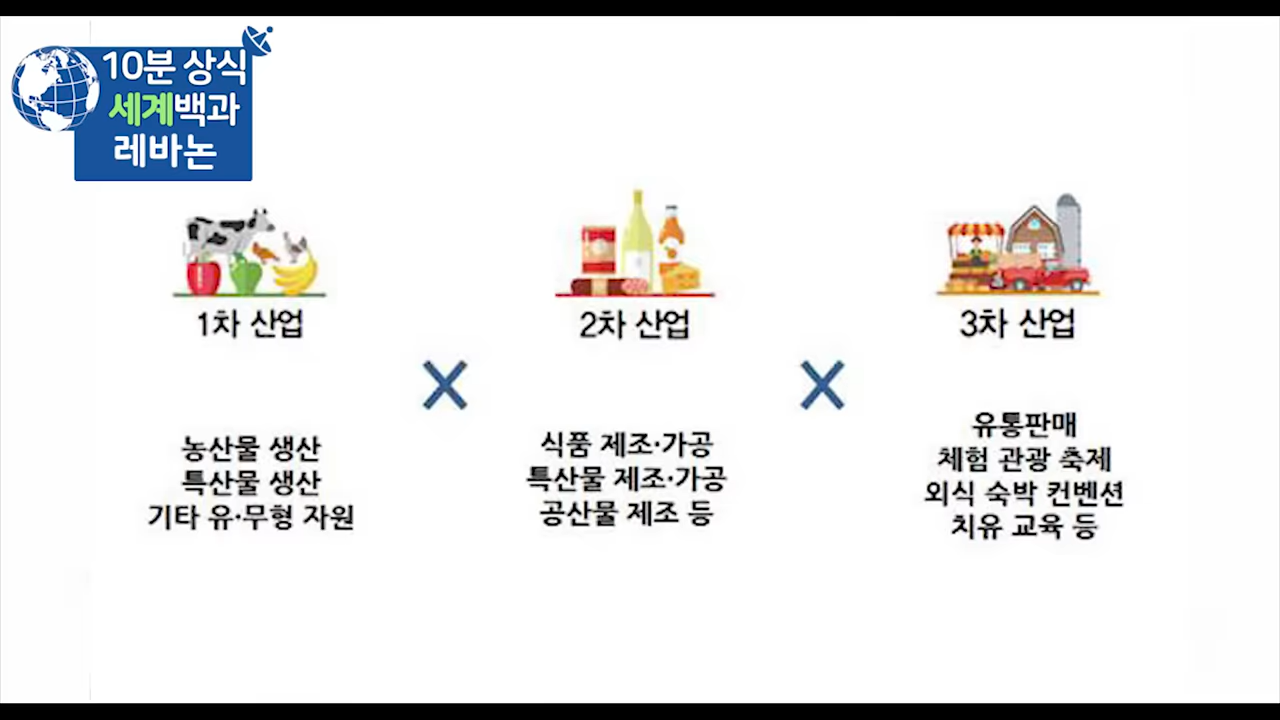 10분 상식
세계백과
레바논
1차 산업
농산물 생산
특산물 생산
기타 유·무형 자원
2차 산업
식품 제조·가공
특산물 제조·가공
공산물 제조 등
3차 산업
유통판매
체험 관광 축제
외식 숙박 컨벤션
치유 교육 등